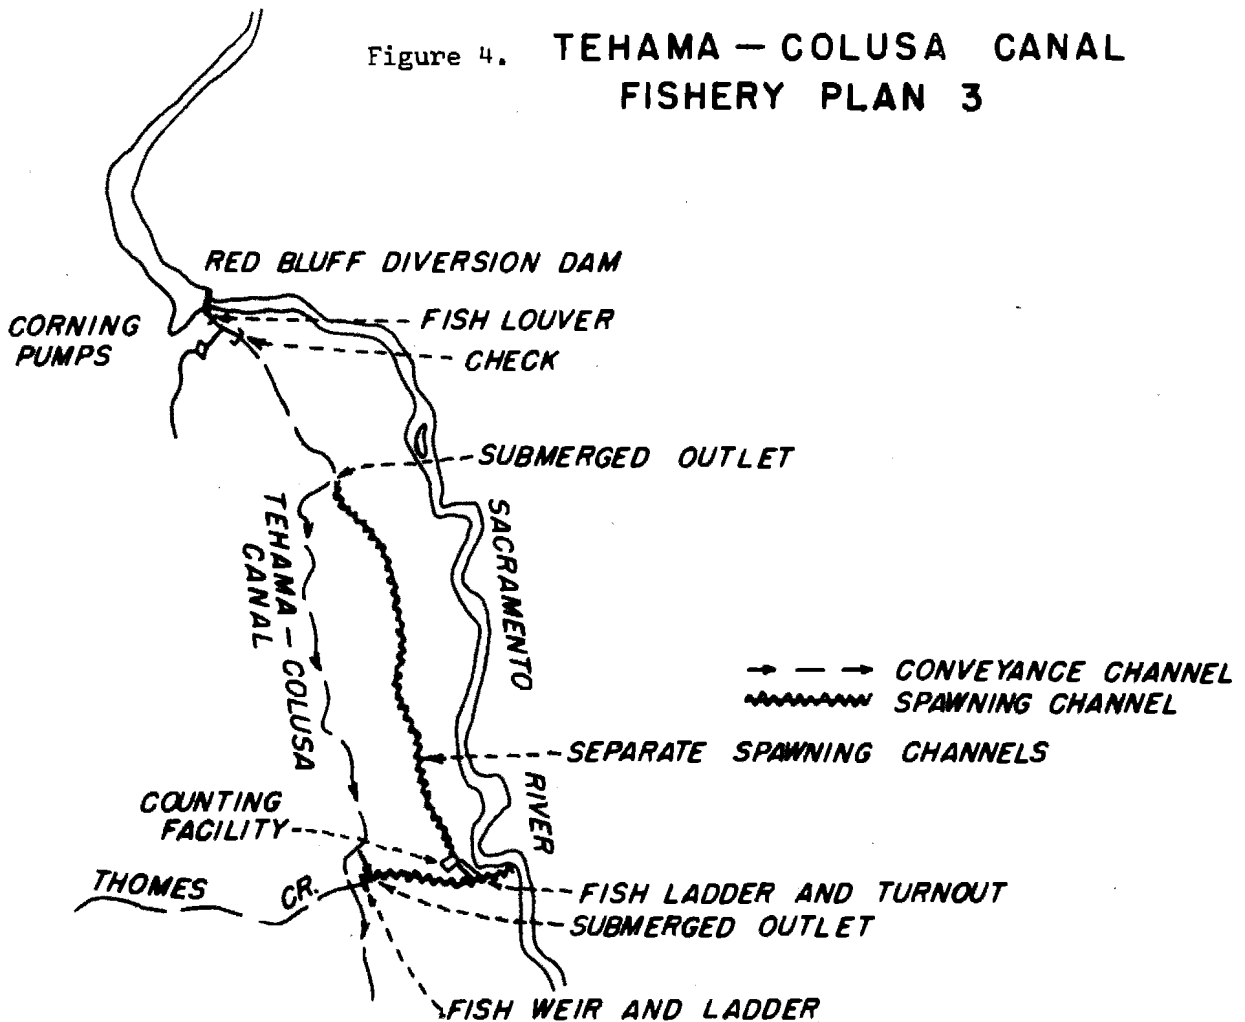 Figure 4. TEHAMA — COLUSA CANAL
FISHERY PLAN 3
RED BLUFF DIVERSION DAM
CORNING
PUMPS
FISH LOUVER
CHECK
SUBMERGED OUTLET
TEHAMA — COLUSA
CANAL
SACRAMENTO
RIVER
CONVEYANCE CHANNEL
SPAWNING CHANNEL
SEPARATE SPAWNING CHANNELS
COUNTING
FACILITY
THOMES CR.
FISH LADDER AND TURNOUT
SUBMERGED OUTLET
FISH WEIR AND LADDER